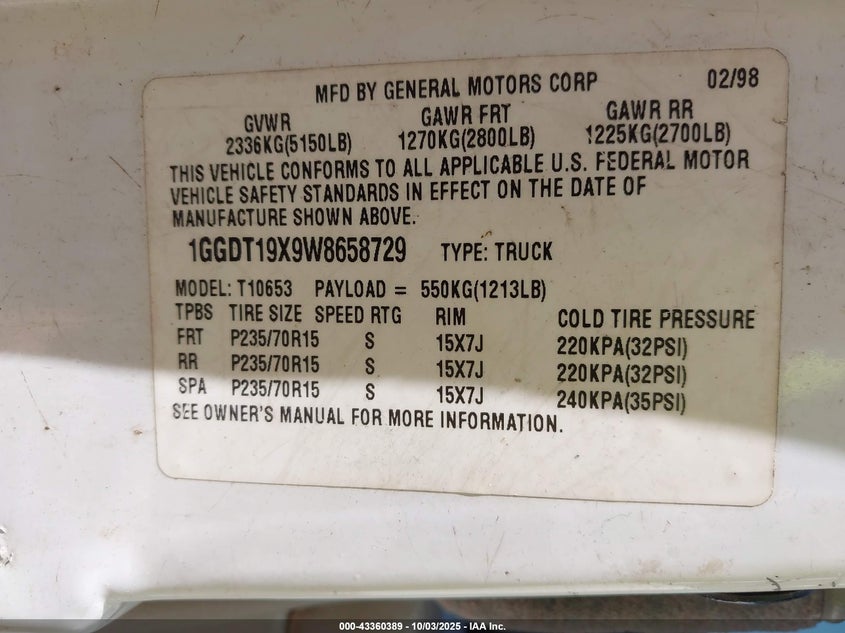 MFD BY GENERAL MOTORS CORP 02/98
GVWR GAWR FRT GAWR RR
2336KG(5150LB) 1270KG(2800LB) 1225KG(2700LB)
THIS VEHICLE CONFORMS TO ALL APPLICABLE U.S. FEDERAL MOTOR
VEHICLE SAFETY STANDARDS IN EFFECT ON THE DATE OF
MANUFACTURE SHOWN ABOVE.
1GGDT19X9W8658729 TYPE: TRUCK
MODEL: T10653 PAYLOAD = 550KG(1213LB)
TPBS TIRE SIZE SPEED RTG RIM COLD TIRE PRESSURE
FRT P235/70R15 S 15X7J 220KPA(32PSI)
RR P235/70R15 S 15X7J 220KPA(32PSI)
SPA P235/70R15 S 15X7J 240KPA(35PSI)
SEE OWNER'S MANUAL FOR MORE INFORMATION.
000-43360389 - 10/03/2025 - IAA Inc.